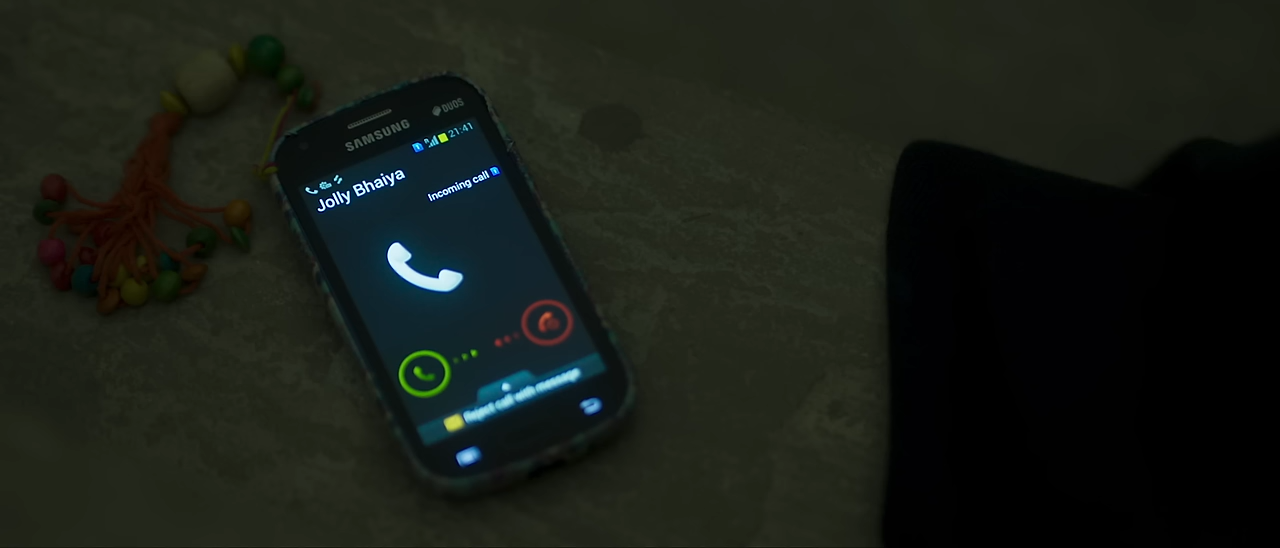 DUOS
SAMSUNG
21:41
Jolly Bhaiya
Incoming call
Reject call with message